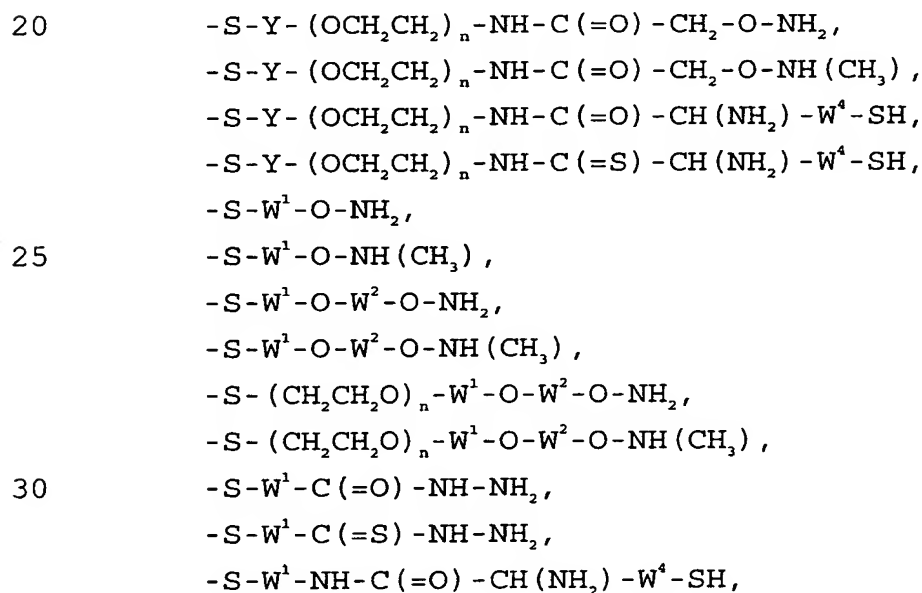 20 -S-Y-(OCH₂CH₂)ₙ-NH-C(=O)-CH₂-O-NH₂,
-S-Y-(OCH₂CH₂)ₙ-NH-C(=O)-CH₂-O-NH(CH₃),
-S-Y-(OCH₂CH₂)ₙ-NH-C(=O)-CH(NH₂)-W⁴-SH,
-S-Y-(OCH₂CH₂)ₙ-NH-C(=S)-CH(NH₂)-W⁴-SH,
-S-W¹-O-NH₂,
25 -S-W¹-O-NH(CH₃),
-S-W¹-O-W²-O-NH₂,
-S-W¹-O-W²-O-NH(CH₃),
-S-(CH₂CH₂O)ₙ-W¹-O-W²-O-NH₂,
-S-(CH₂CH₂O)ₙ-W¹-O-W²-O-NH(CH₃),
30 -S-W¹-C(=O)-NH-NH₂,
-S-W¹-C(=S)-NH-NH₂,
-S-W¹-NH-C(=O)-CH(NH₂)-W⁴-SH,